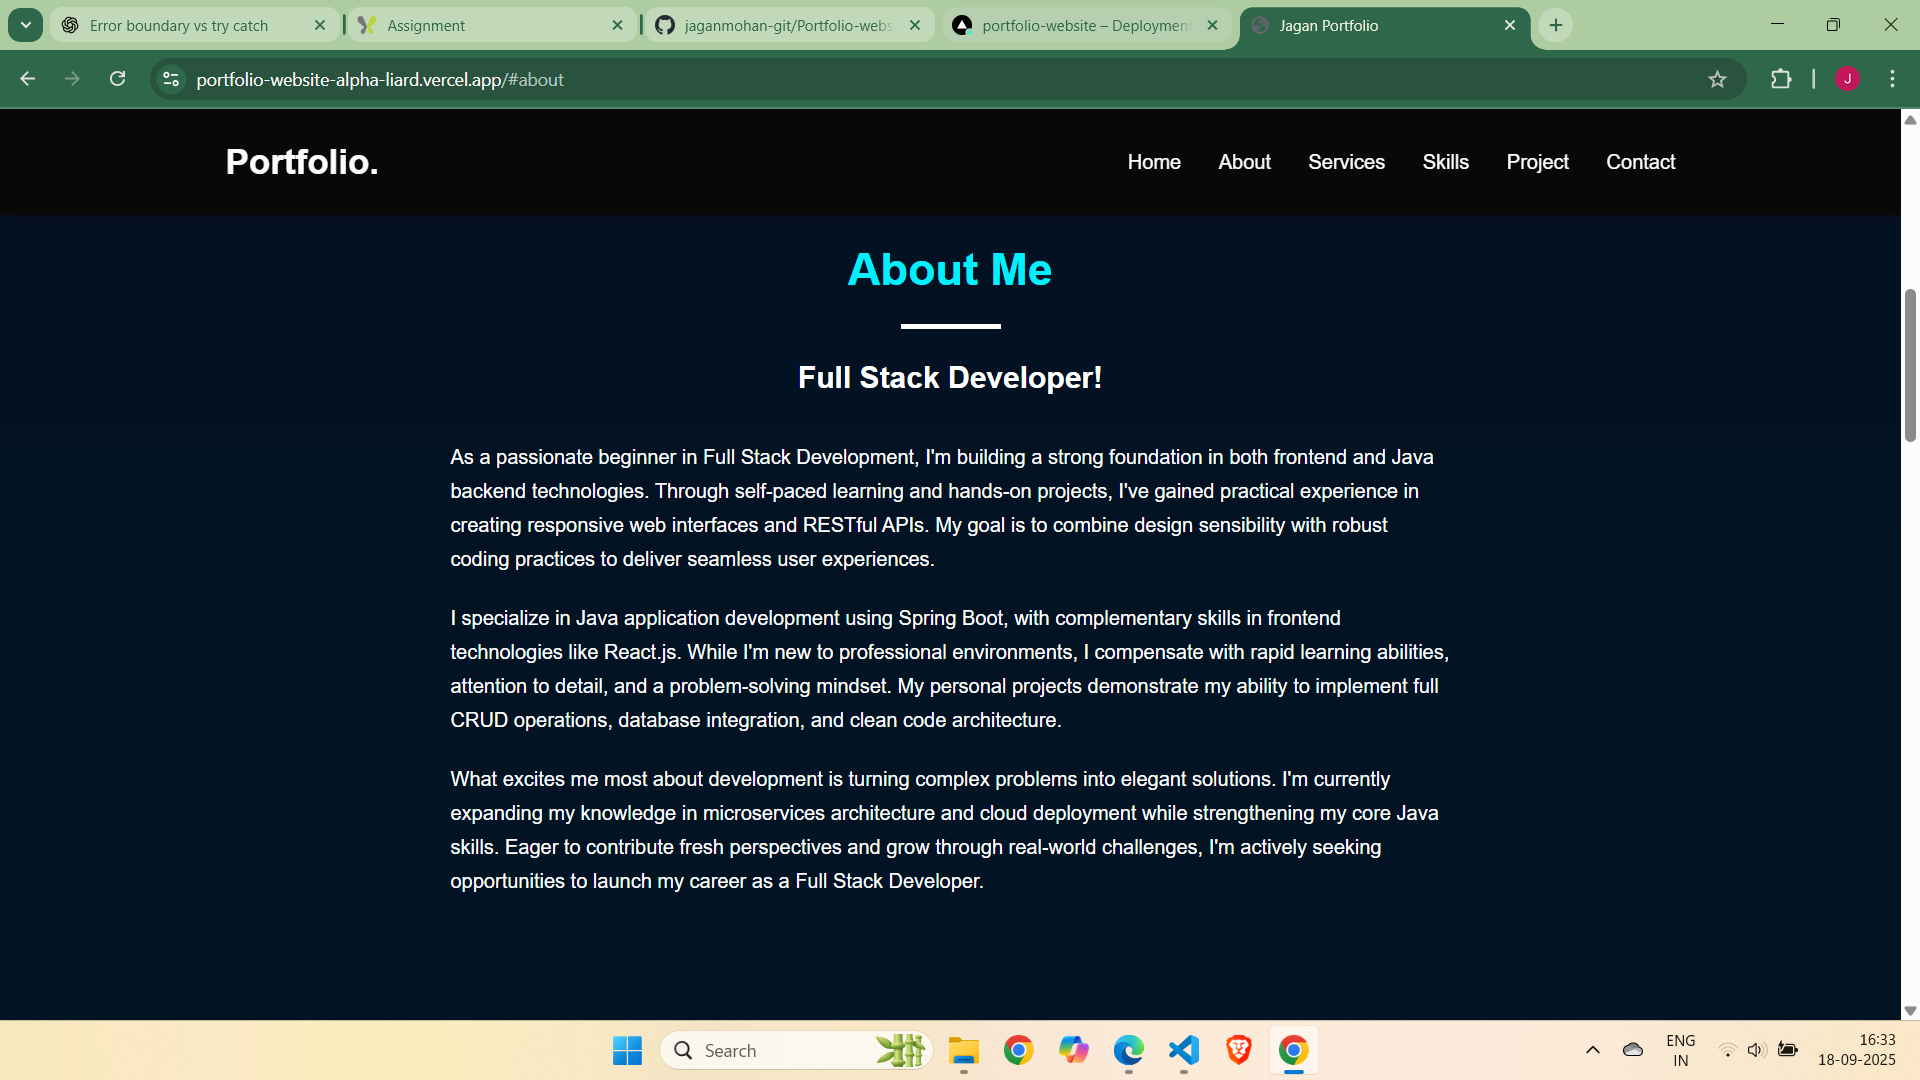 Error boundary vs try catch
Assignment
jaganmohan-git/Portfolio-webs
portfolio-website – Deployment
Jagan Portfolio
portfolio-website-alpha-liard.vercel.app/#about
J
Portfolio.
Home
About
Services
Skills
Project
Contact
About Me
Full Stack Developer!
As a passionate beginner in Full Stack Development, I'm building a strong foundation in both frontend and Java
backend technologies. Through self-paced learning and hands-on projects, I've gained practical experience in
creating responsive web interfaces and RESTful APIs. My goal is to combine design sensibility with robust
coding practices to deliver seamless user experiences.
I specialize in Java application development using Spring Boot, with complementary skills in frontend
technologies like React.js. While I'm new to professional environments, I compensate with rapid learning abilities,
attention to detail, and a problem-solving mindset. My personal projects demonstrate my ability to implement full
CRUD operations, database integration, and clean code architecture.
What excites me most about development is turning complex problems into elegant solutions. I'm currently
expanding my knowledge in microservices architecture and cloud deployment while strengthening my core Java
skills. Eager to contribute fresh perspectives and grow through real-world challenges, I'm actively seeking
opportunities to launch my career as a Full Stack Developer.
Search
ENG
IN
16:33
18-09-2025